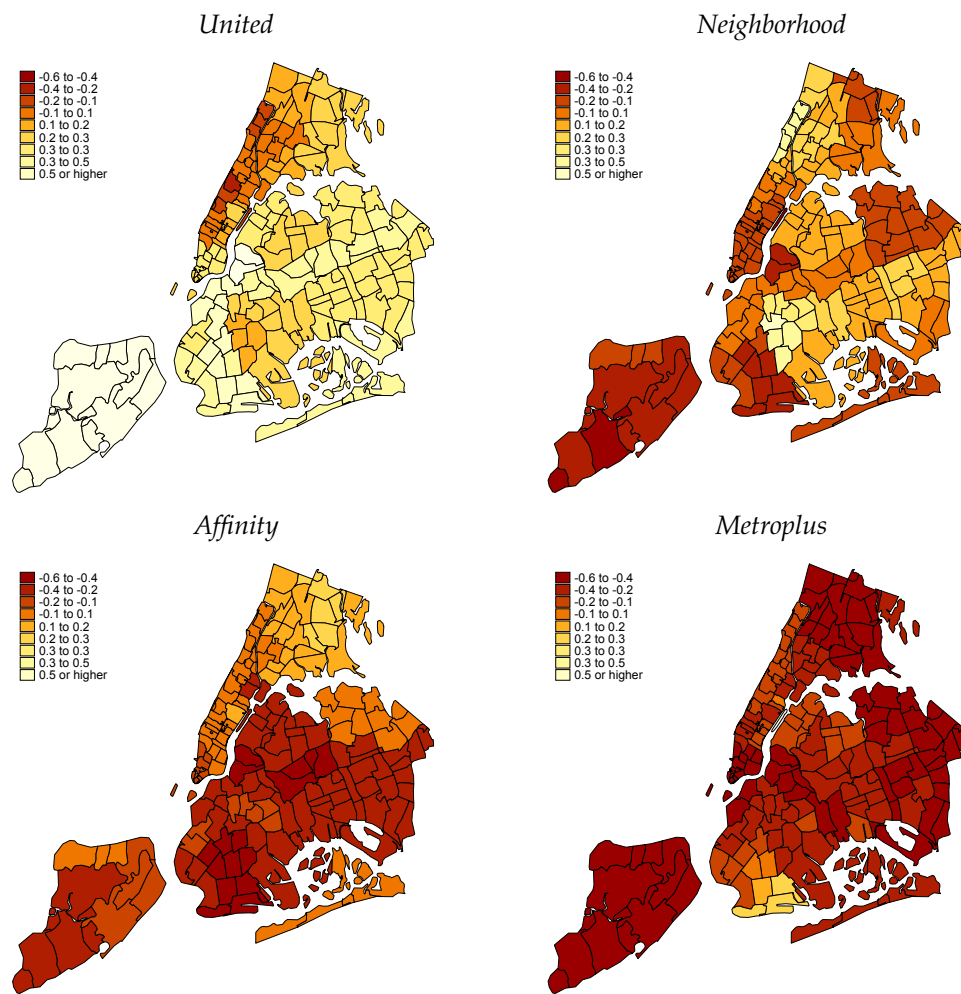 United
-0.6 to -0.4
-0.4 to -0.2
-0.2 to -0.1
-0.1 to 0.1
0.1 to 0.2
0.2 to 0.3
0.3 to 0.3
0.3 to 0.5
0.5 or higher
Neighborhood
-0.6 to -0.4
-0.4 to -0.2
-0.2 to -0.1
-0.1 to 0.1
0.1 to 0.2
0.2 to 0.3
0.3 to 0.3
0.3 to 0.5
0.5 or higher
Affinity
-0.6 to -0.4
-0.4 to -0.2
-0.2 to -0.1
-0.1 to 0.1
0.1 to 0.2
0.2 to 0.3
0.3 to 0.3
0.3 to 0.5
0.5 or higher
Metroplus
-0.6 to -0.4
-0.4 to -0.2
-0.2 to -0.1
-0.1 to 0.1
0.1 to 0.2
0.2 to 0.3
0.3 to 0.3
0.3 to 0.5
0.5 or higher